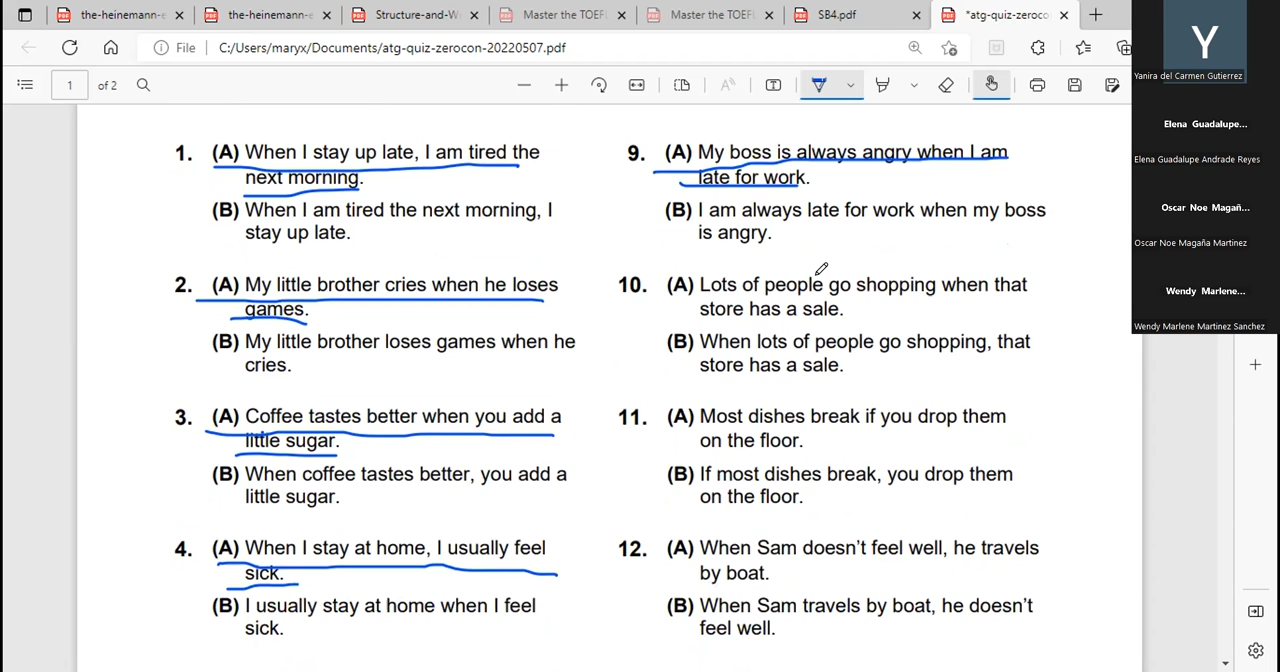 the-heinemann-e
the-heinemann-e
Structure-and-W
Master the TOEF
Master the TOEFL
SB4.pdf
*atg-quiz-zeroco
File
C:/Users/maryx/Documents/atg-quiz-zerocon-20220507.pdf
1 of 2
1. (A) When I stay up late, I am tired the
next morning.
(B) When I am tired the next morning, I
stay up late.
2. (A) My little brother cries when he loses
games.
(B) My little brother loses games when he
cries.
3. (A) Coffee tastes better when you add a
little sugar.
(B) When coffee tastes better, you add a
little sugar.
4. (A) When I stay at home, I usually feel
sick.
(B) I usually stay at home when I feel
sick.
9. (A) My boss is always angry when I am
late for work.
(B) I am always late for work when my boss
is angry.
10. (A) Lots of people go shopping when that
store has a sale.
(B) When lots of people go shopping, that
store has a sale.
11. (A) Most dishes break if you drop them
on the floor.
(B) If most dishes break, you drop them
on the floor.
12. (A) When Sam doesn't feel well, he travels
by boat.
(B) When Sam travels by boat, he doesn't
feel well.
Y
Yanira del Carmen Gutierrez
Elena Guadalupe...
Elena Guadalupe Andrade Reyes
Oscar Noe Magañ...
Oscar Noe Magaña Martinez
Wendy Marlene...
Wendy Marlene Martinez Sanchez